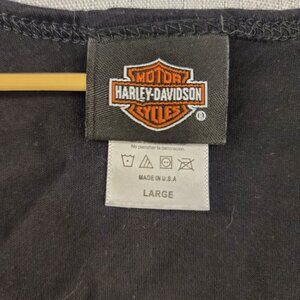 MOTOR
HARLEY-DAVIDSON
CYCLES
®
MADE IN U.S.A
LARGE